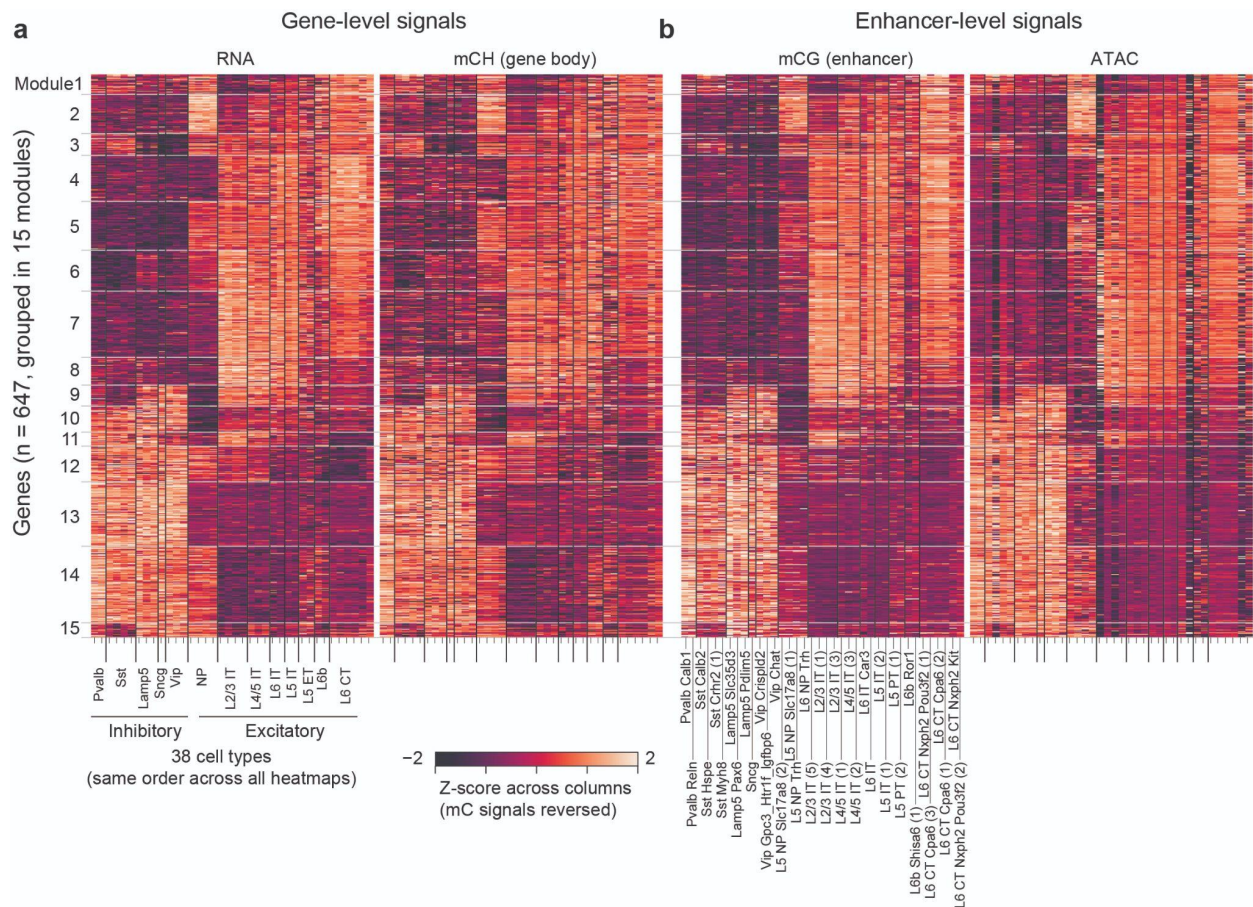 a
Gene-level signals
b
Enhancer-level signals
RNA
mCH (gene body)
mCG (enhancer)
ATAC
Genes (n = 647, grouped in 15 modules)
Module1
2
3
4
5
6
7
8
9
10
11
12
13
14
15
Pvalb
Sst
Lamp5
Sncg
Vip
NP
L2/3 IT
L4/5 IT
L6 IT
L5 IT
L5 ET
L6b
L6 CT
Inhibitory
Excitatory
38 cell types
(same order across all heatmaps)
−2
2
Z-score across columns
(mC signals reversed)
Pvalb Calb1
Pvalb Reln
Sst Calb2
Sst Hspe
Sst Crhr2 (1)
Sst Myh8
Lamp5 Slc35d3
Lamp5 Pax6
Lamp5 Pdlim5
Sncg
Vip Crispld2
Vip Gpc3_Htr1f_Igfbp6
Vip Chat
L5 NP Slc17a8 (2)
L5 NP Slc17a8 (1)
L5 NP Trh
L6 NP Trh
L2/3 IT (5)
L2/3 IT (1)
L2/3 IT (4)
L2/3 IT (3)
L4/5 IT (1)
L4/5 IT (3)
L4/5 IT (2)
L6 IT Car3
L6 IT
L5 IT (2)
L5 IT (1)
L5 PT (1)
L5 PT (2)
L6b Ror1
L6b Shisa6 (1)
L6 CT Nxph2 Pou3f2 (1)
L6 CT Cpa6 (3)
L6 CT Cpa6 (2)
L6 CT Cpa6 (1)
L6 CT Nxph2 Kit
L6 CT Nxph2 Pou3f2 (2)